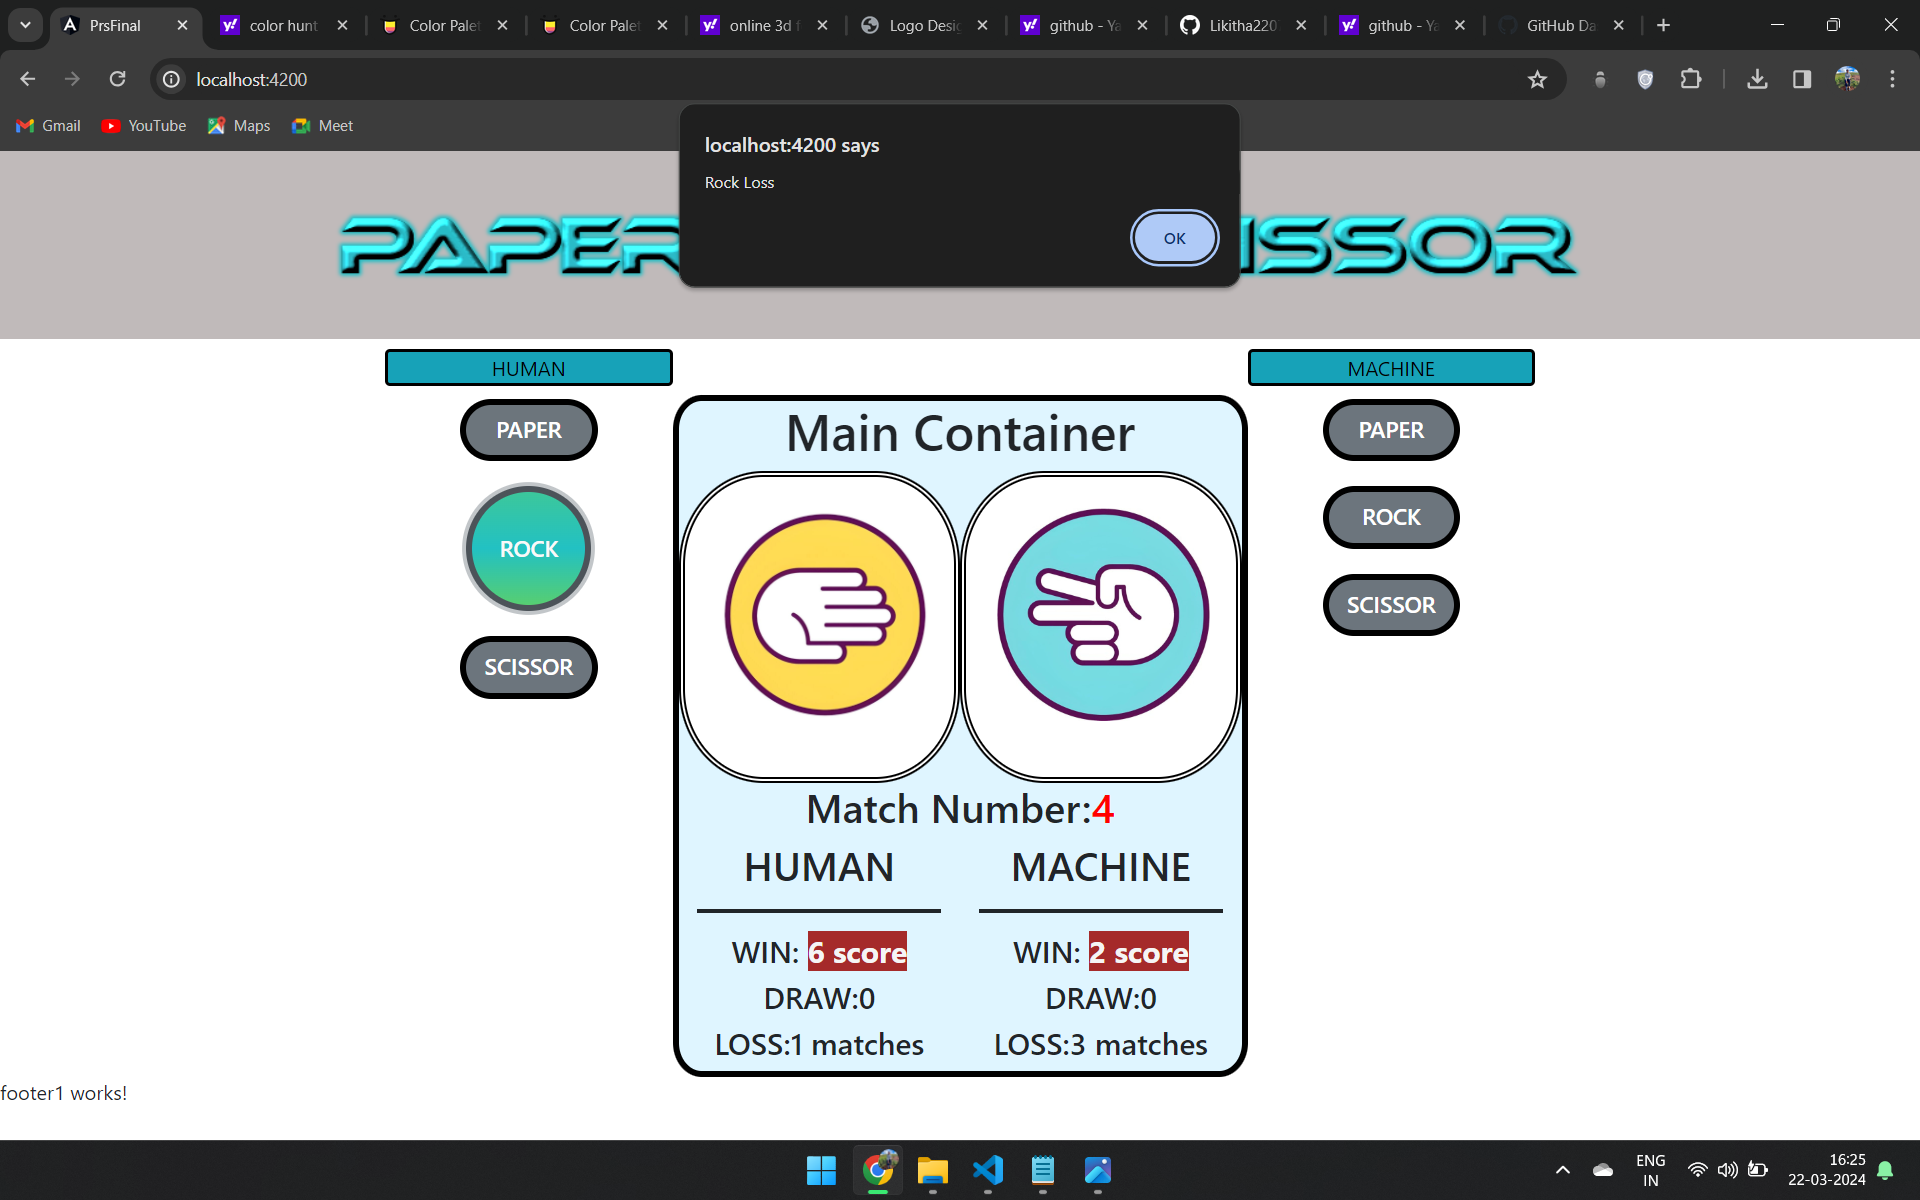 PrsFinal
color hunt
Color Palet
Color Palet
online 3d f
Logo Desig
github - Ya
Likitha220
github - Ya
GitHub Da
localhost:4200
Gmail
YouTube
Maps
Meet
localhost:4200 says
Rock Loss
OK
PAPER
ISSOR
HUMAN
MACHINE
PAPER
ROCK
SCISSOR
Main Container
PAPER
ROCK
SCISSOR
Match Number:4
HUMAN
MACHINE
WIN: 6 score
WIN: 2 score
DRAW:0
DRAW:0
LOSS:1 matches
LOSS:3 matches
footer1 works!
ENG
IN
16:25
22-03-2024